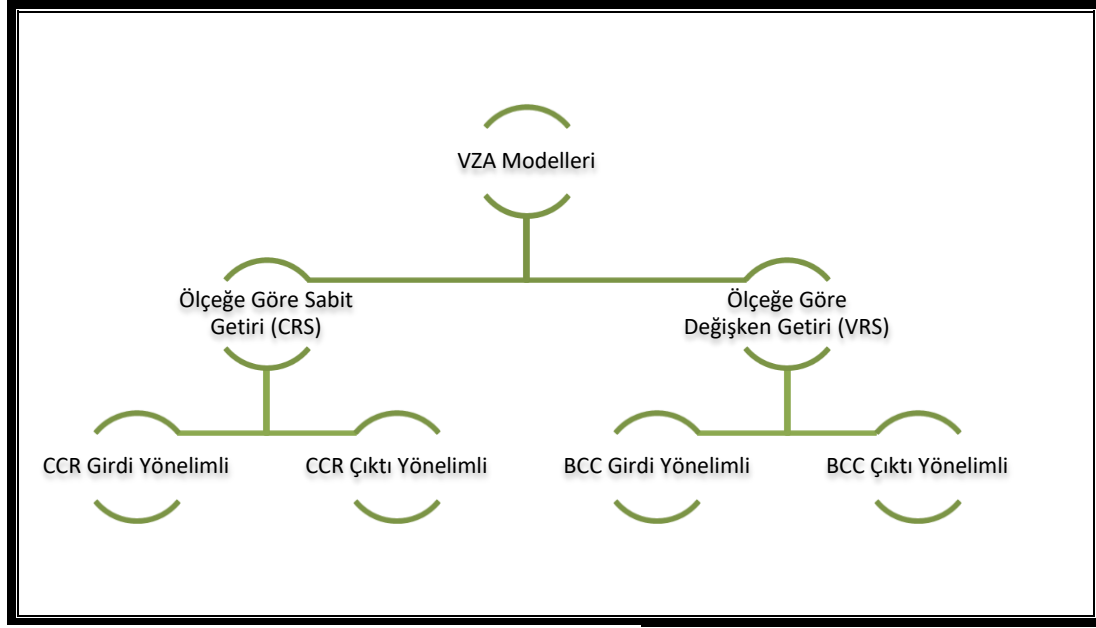 VZA Modelleri
Ölçeğe Göre Sabit
Getiri (CRS)
Ölçeğe Göre
Değişken Getiri (VRS)
CCR Girdi Yönelimli
CCR Çıktı Yönelimli
BCC Girdi Yönelimli
BCC Çıktı Yönelimli